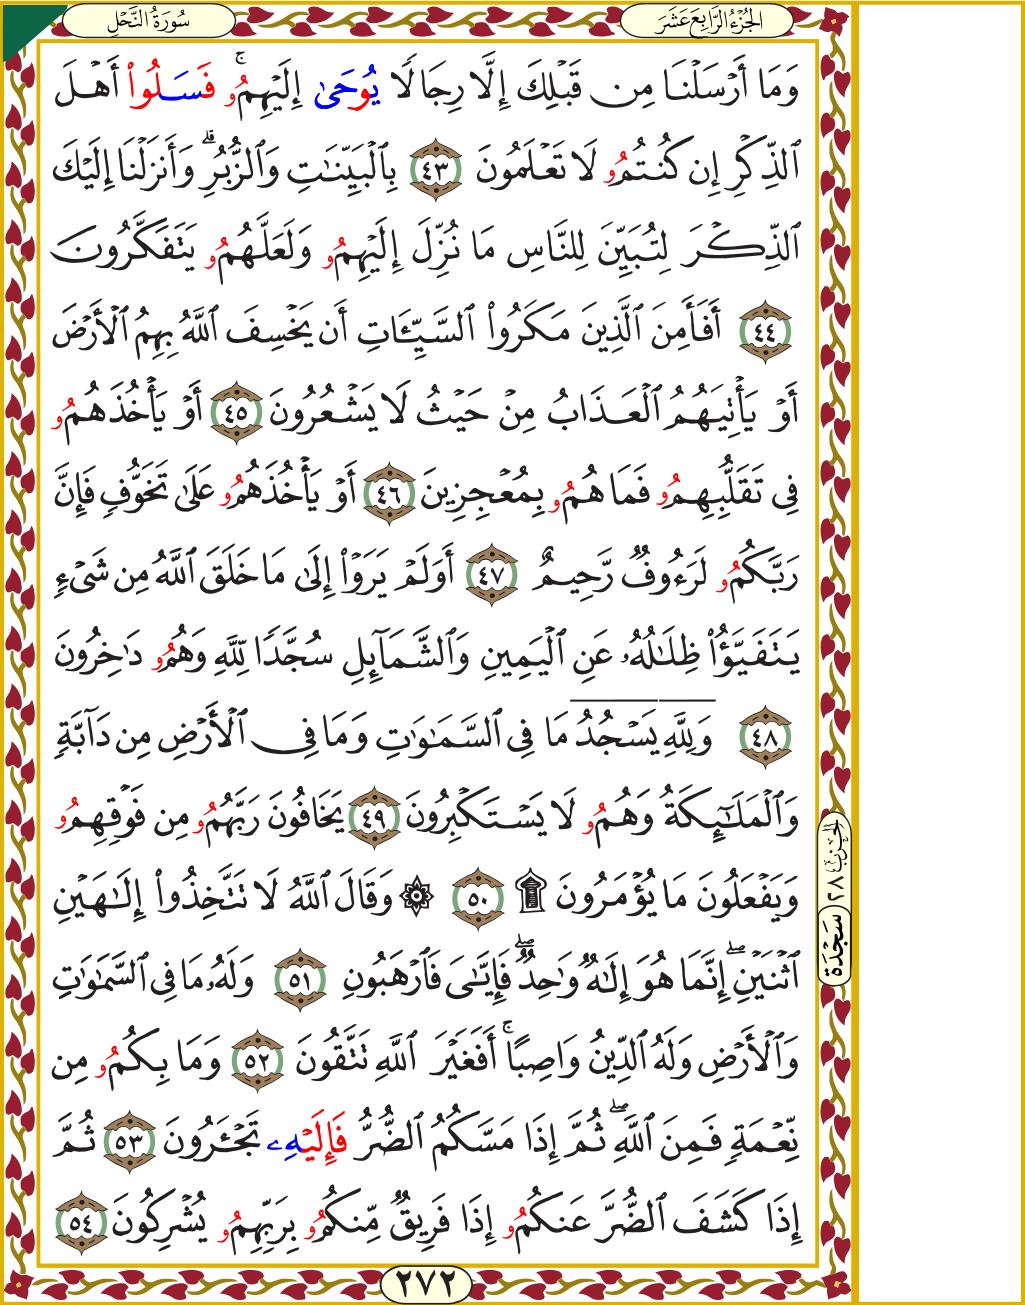 سُورَةُ النَّحْلِ
الجُزْءُ الرَّابِعَ عَشَرَ
وَمَا أَرْسَلْنَا مِن قَبْلِكَ إِلَّا رِجَالًا يُوحَىٰ إِلَيْهِمُۥ ۚ فَسَلُوا۟ أَهْلَ
ٱلذِّكْرِ إِن كُنتُمُۥ لَا تَعْلَمُونَ ٤٣ بِٱلْبَيِّنَٰتِ وَٱلزُّبُرِ ۗ وَأَنزَلْنَا إِلَيْكَ
ٱلذِّكْرَ لِتُبَيِّنَ لِلنَّاسِ مَا نُزِّلَ إِلَيْهِمُۥ وَلَعَلَّهُمُۥ يَتَفَكَّرُونَ
٤٤ أَفَأَمِنَ ٱلَّذِينَ مَكَرُوا۟ ٱلسَّيِّـَٔاتِ أَن يَخْسِفَ ٱللَّهُ بِهِمُ ٱلْأَرْضَ
أَوْ يَأْتِيَهُمُ ٱلْعَذَابُ مِنْ حَيْثُ لَا يَشْعُرُونَ ٤٥ أَوْ يَأْخُذَهُمُۥ
فِى تَقَلُّبِهِمُۥ فَمَا هُمُۥ بِمُعْجِزِينَ ٤٦ أَوْ يَأْخُذَهُمُۥ عَلَىٰ تَخَوُّفٍ فَإِنَّ
رَبَّكُمُۥ لَرَءُوفٌ رَّحِيمٌ ٤٧ أَوَلَمْ يَرَوْا۟ إِلَىٰ مَا خَلَقَ ٱللَّهُ مِن شَىْءٍ
يَتَفَيَّؤُا۟ ظِلَٰلُهُۥ عَنِ ٱلْيَمِينِ وَٱلشَّمَآئِلِ سُجَّدًا لِّلَّهِ وَهُمُۥ دَٰخِرُونَ
٤٨ وَلِلَّهِ يَسْجُدُ مَا فِى ٱلسَّمَٰوَٰتِ وَمَا فِى ٱلْأَرْضِ مِن دَآبَّةٍ
وَٱلْمَلَٰٓئِكَةُ وَهُمُۥ لَا يَسْتَكْبِرُونَ ٤٩ يَخَافُونَ رَبَّهُمُۥ مِن فَوْقِهِمُۥ
وَيَفْعَلُونَ مَا يُؤْمَرُونَ ۩ ٥٠ ۞ وَقَالَ ٱللَّهُ لَا تَتَّخِذُوا۟ إِلَٰهَيْنِ
ٱثْنَيْنِ ۖ إِنَّمَا هُوَ إِلَٰهٌ وَٰحِدٌ ۖ فَإِيَّٰىَ فَٱرْهَبُونِ ٥١ وَلَهُۥ مَا فِى ٱلسَّمَٰوَٰتِ
وَٱلْأَرْضِ وَلَهُ ٱلدِّينُ وَاصِبًا ۚ أَفَغَيْرَ ٱللَّهِ تَتَّقُونَ ٥٢ وَمَا بِكُمُۥ مِن
نِّعْمَةٍ فَمِنَ ٱللَّهِ ۖ ثُمَّ إِذَا مَسَّكُمُ ٱلضُّرُّ فَإِلَيْهِۦ تَجْـَٔرُونَ ٥٣ ثُمَّ
إِذَا كَشَفَ ٱلضُّرَّ عَنكُمُۥ إِذَا فَرِيقٌ مِّنكُمُۥ بِرَبِّهِمُۥ يُشْرِكُونَ ٥٤
الحزب ٢٨
سَجْدَة
٢٧٢